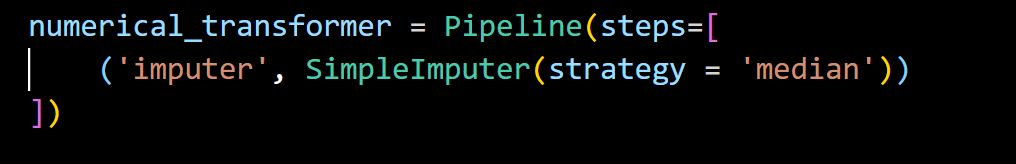 numerical_transformer = Pipeline(steps=[
    ('imputer', SimpleImputer(strategy = 'median'))
])